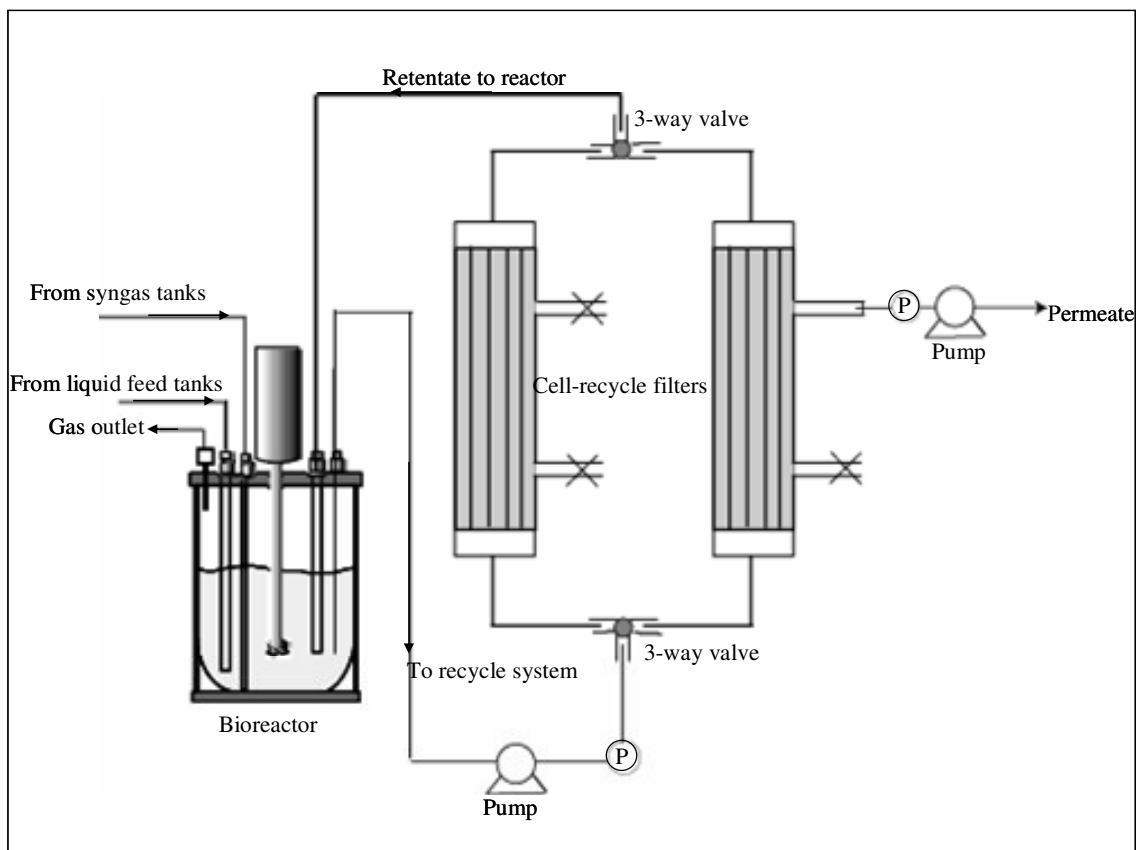 Retentate to reactor
3-way valve
From syngas tanks
P
Permeate
Pump
From liquid feed tanks
Cell-recycle filters
Gas outlet
3-way valve
To recycle system
Bioreactor
P
Pump